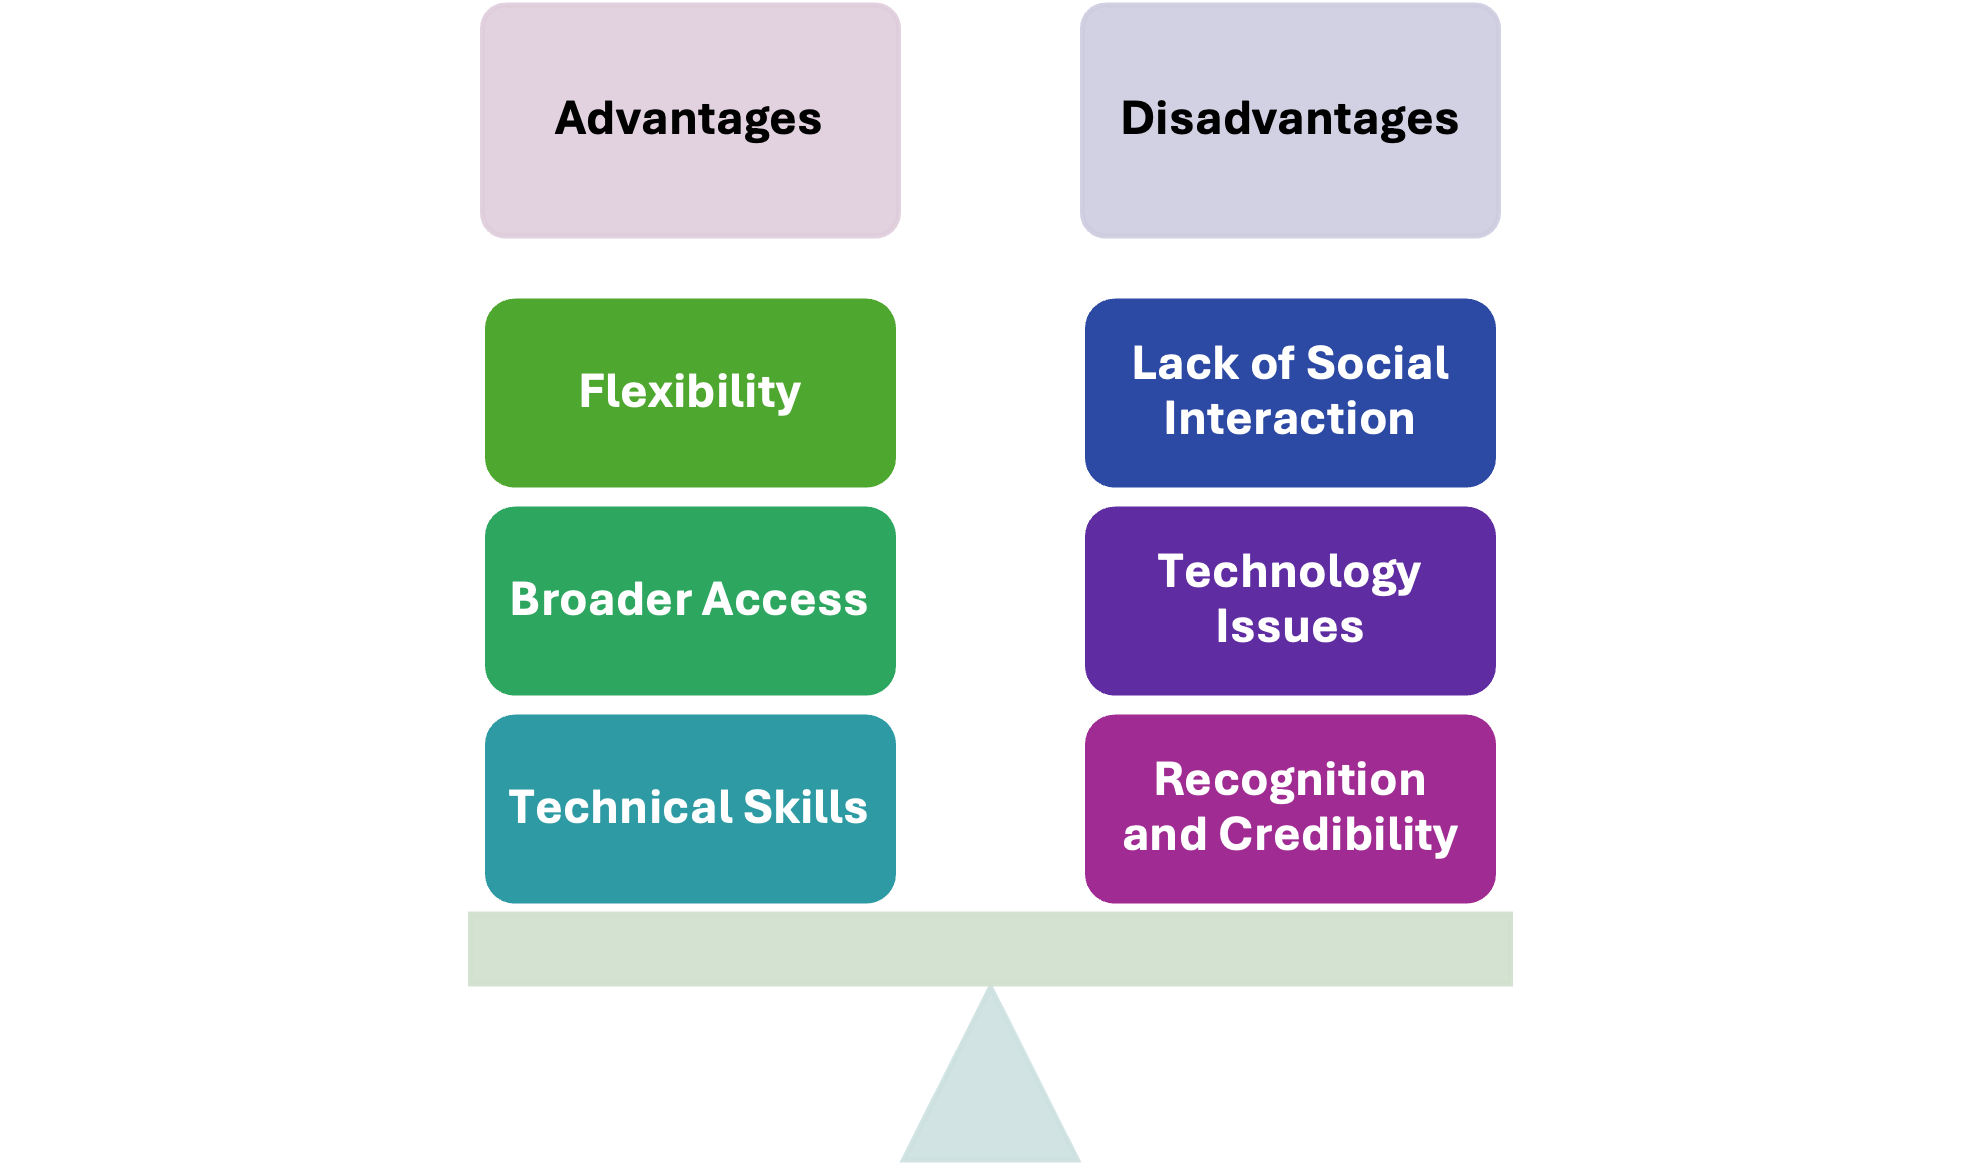 Advantages
Disadvantages
Flexibility
Broader Access
Technical Skills
Lack of Social
Interaction
Technology
Issues
Recognition
and Credibility